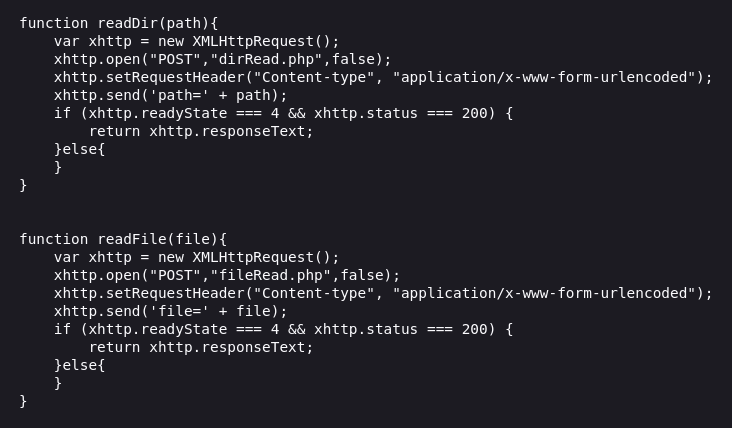 function readDir(path){
    var xhttp = new XMLHttpRequest();
    xhttp.open("POST","dirRead.php",false);
    xhttp.setRequestHeader("Content-type", "application/x-www-form-urlencoded");
    xhttp.send('path=' + path);
    if (xhttp.readyState === 4 && xhttp.status === 200) {
        return xhttp.responseText;
    }else{
    }
}

function readFile(file){
    var xhttp = new XMLHttpRequest();
    xhttp.open("POST","fileRead.php",false);
    xhttp.setRequestHeader("Content-type", "application/x-www-form-urlencoded");
    xhttp.send('file=' + file);
    if (xhttp.readyState === 4 && xhttp.status === 200) {
        return xhttp.responseText;
    }else{
    }
}